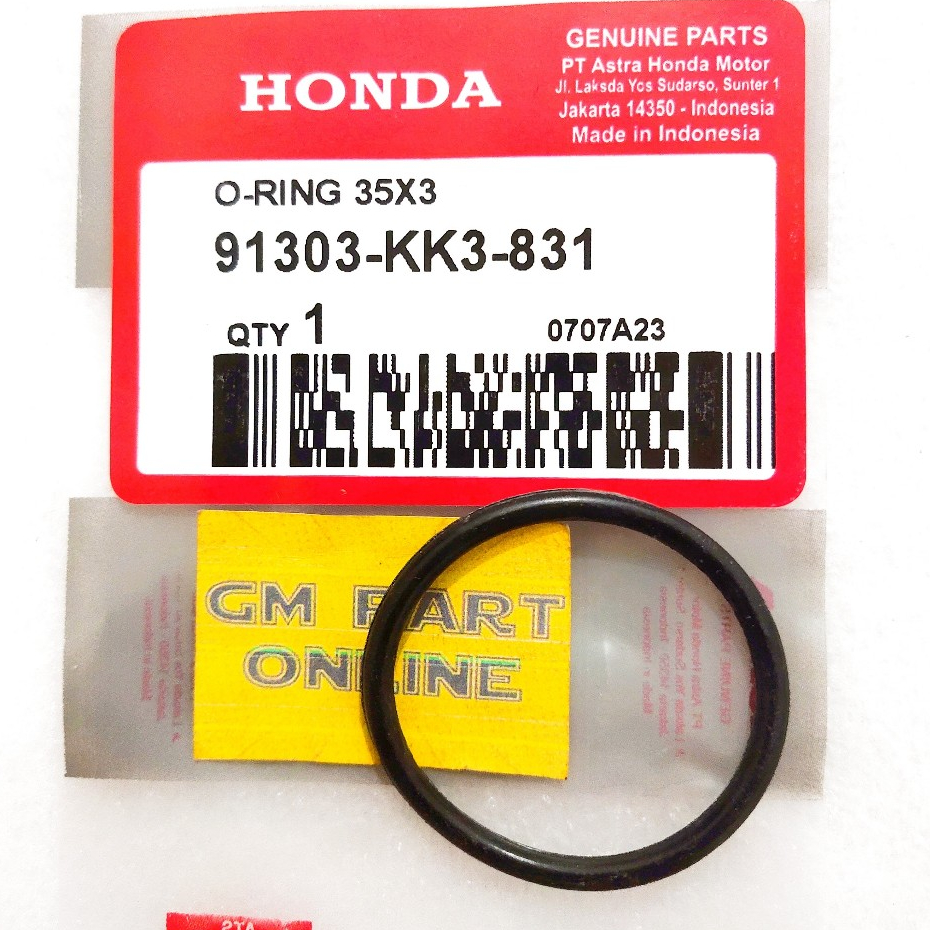 HONDA
GENUINE PARTS
PT Astra Honda Motor
Jl. Laksda Yos Sudarso, Sunter 1
Jakarta 14350 - Indonesia
Made in Indonesia
O-RING 35X3
91303-KK3-831
QTY 1
0707A23
GM PART
ONLINE